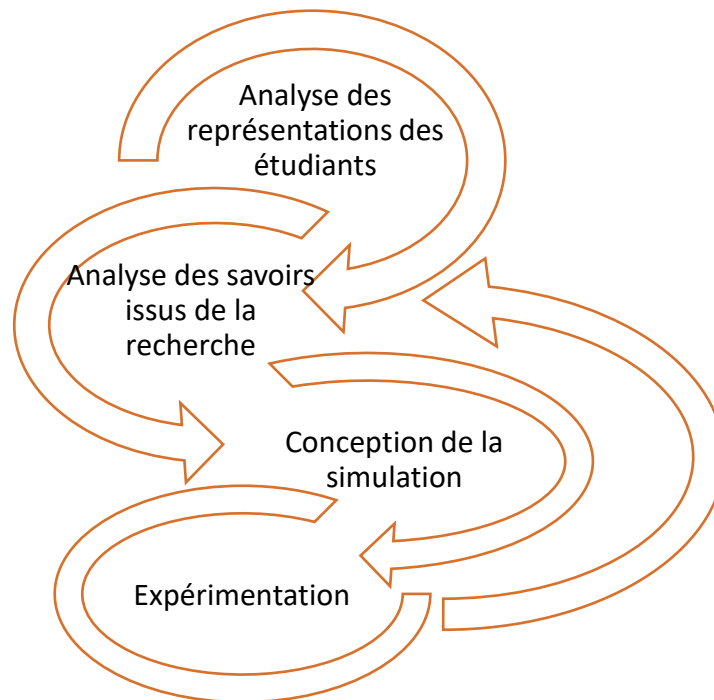 Analyse des
représentations des
étudiants
Analyse des savoirs
issus de la
recherche
Conception de la
simulation
Expérimentation